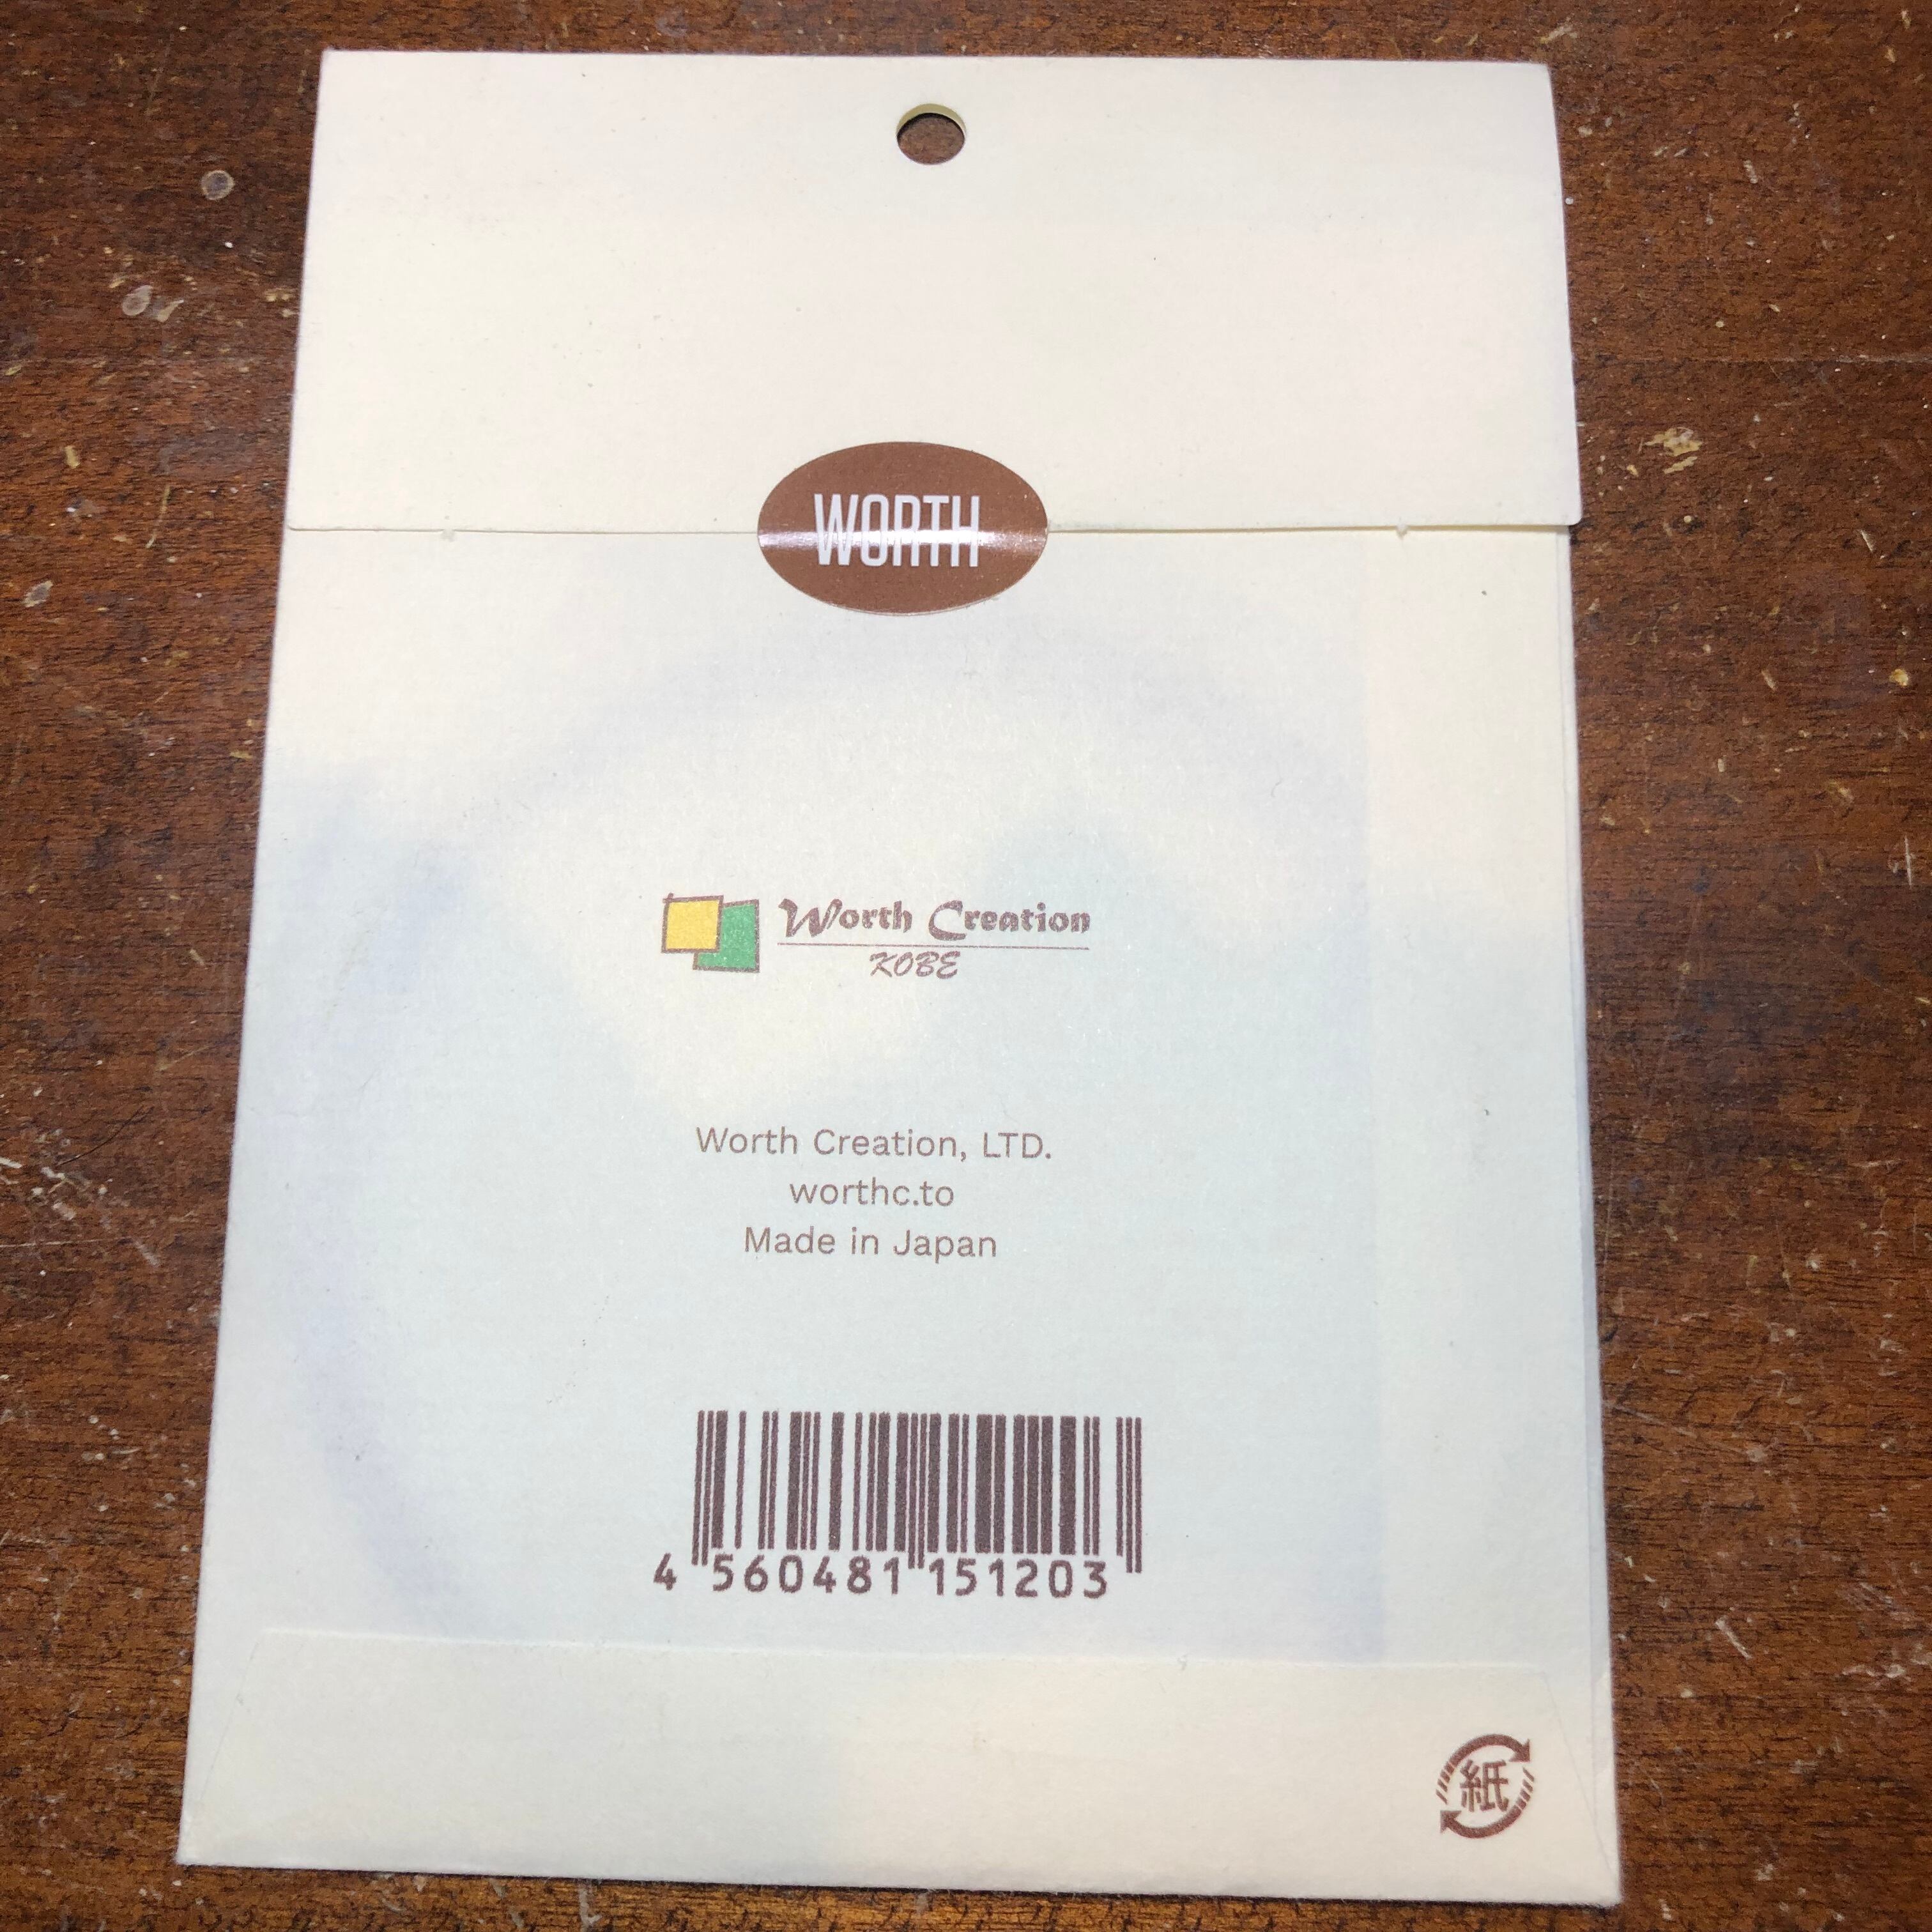 WORTH
Worth Creation
KOBE
Worth Creation, LTD.
worthc.to
Made in Japan
4 560481 151203
紙